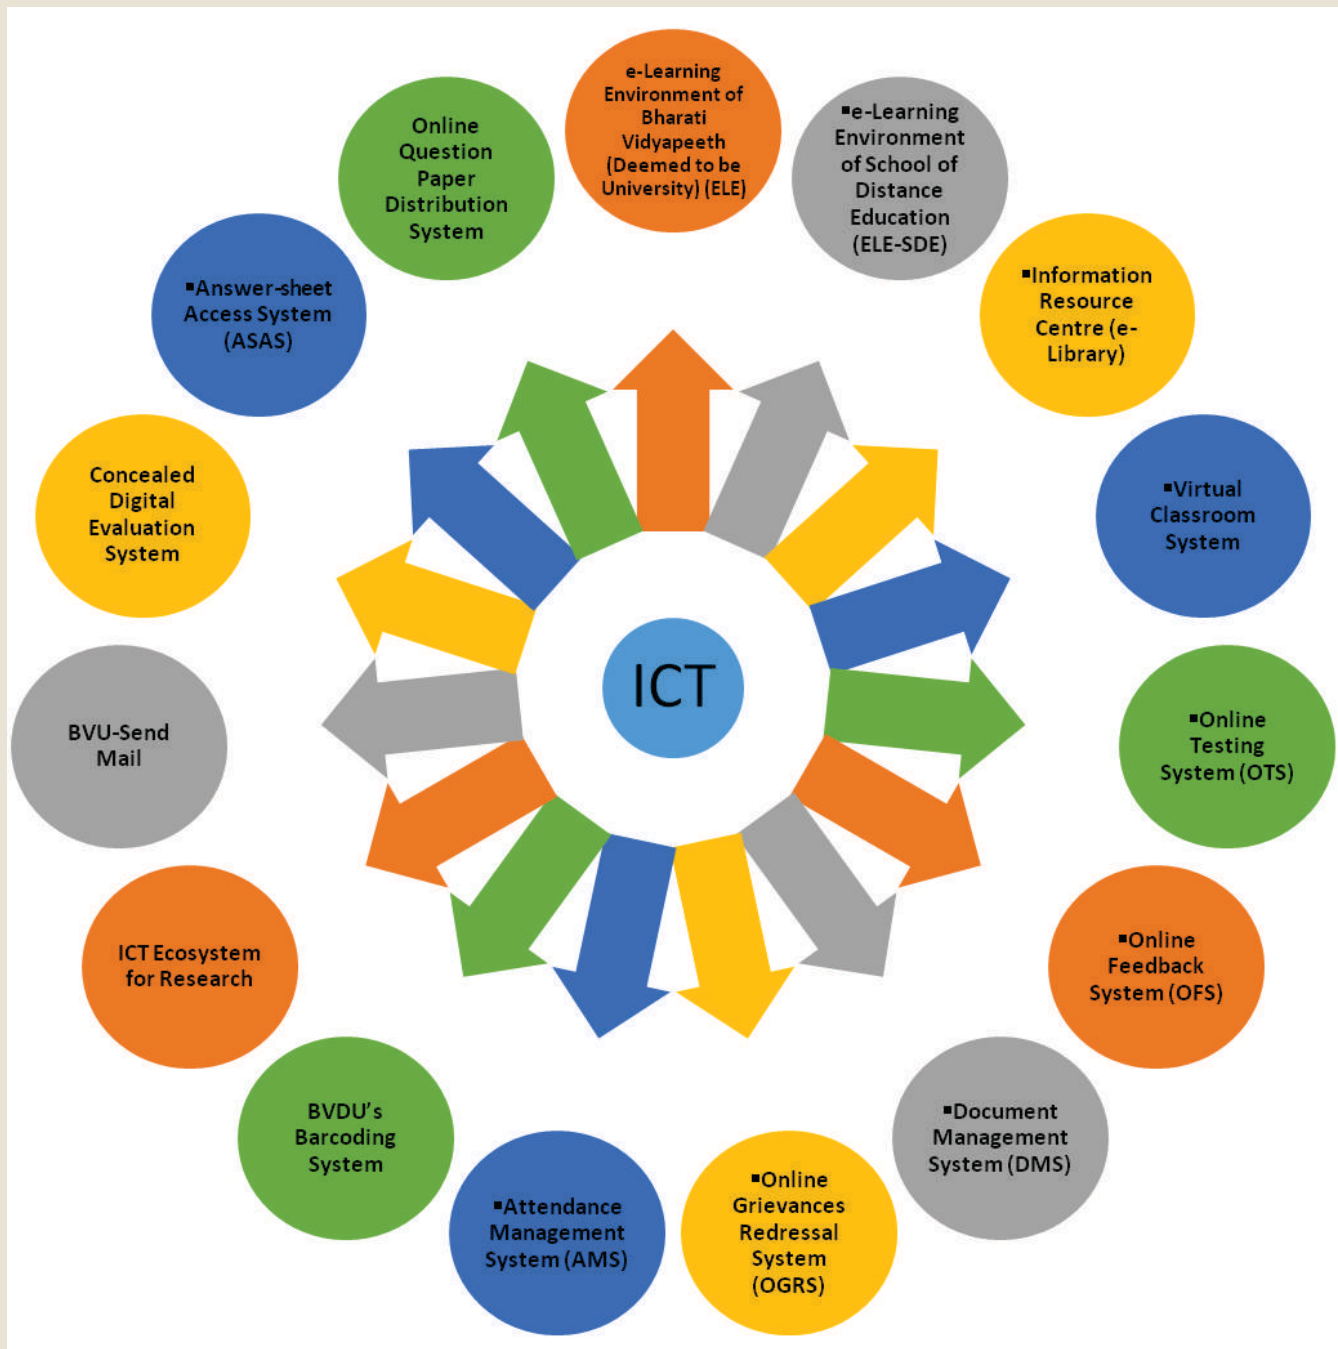 e-Learning
Environment of
Bharati
Vidyapeeth
(Deemed to be
University) (ELE)
▪e-Learning
Environment
of School of
Distance
Education
(ELE-SDE)
▪Information
Resource
Centre (e-
Library)
▪Virtual
Classroom
System
▪Online
Testing
System (OTS)
▪Online
Feedback
System (OFS)
▪Document
Management
System (DMS)
▪Online
Grievances
Redressal
System
(OGRS)
▪Attendance
Management
System (AMS)
BVDU’s
Barcoding
System
ICT Ecosystem
for Research
BVU-Send
Mail
Concealed
Digital
Evaluation
System
▪Answer-sheet
Access System
(ASAS)
Online
Question
Paper
Distribution
System
ICT